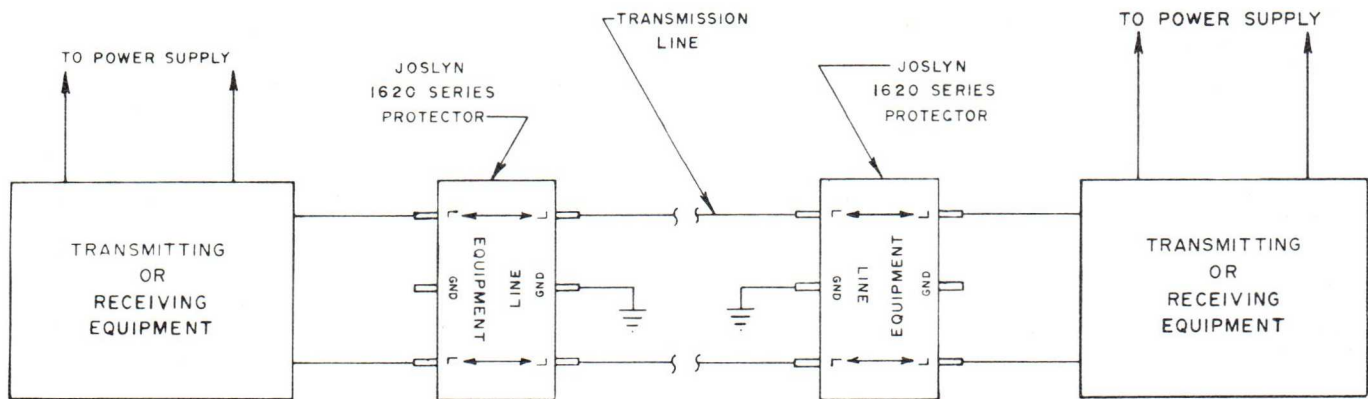 TO POWER SUPPLY
JOSLYN
1620 SERIES
PROTECTOR
TRANSMISSION
LINE
JOSLYN
1620 SERIES
PROTECTOR
TO POWER SUPPLY
TRANSMITTING
OR
RECEIVING
EQUIPMENT
L
L
GND
EQUIPMENT
LINE
GND
L
L
L
L
GND
LINE
EQUIPMENT
GND
L
L
TRANSMITTING
OR
RECEIVING
EQUIPMENT